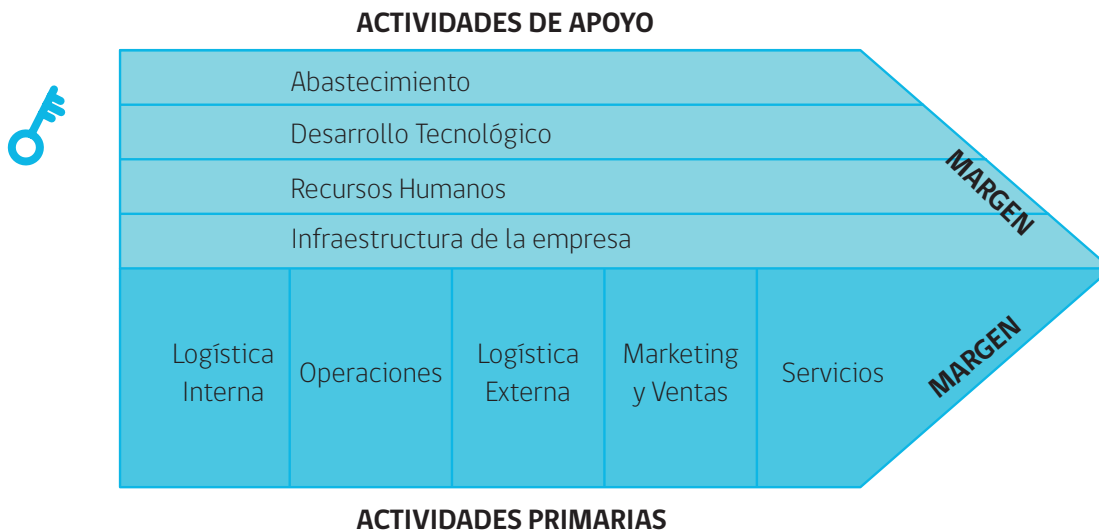 ACTIVIDADES DE APOYO
Abastecimiento
Desarrollo Tecnológico
Recursos Humanos
Infraestructura de la empresa
MARGEN
Logística
Interna
Operaciones
Logística
Externa
Marketing
y Ventas
Servicios
MARGEN
ACTIVIDADES PRIMARIAS